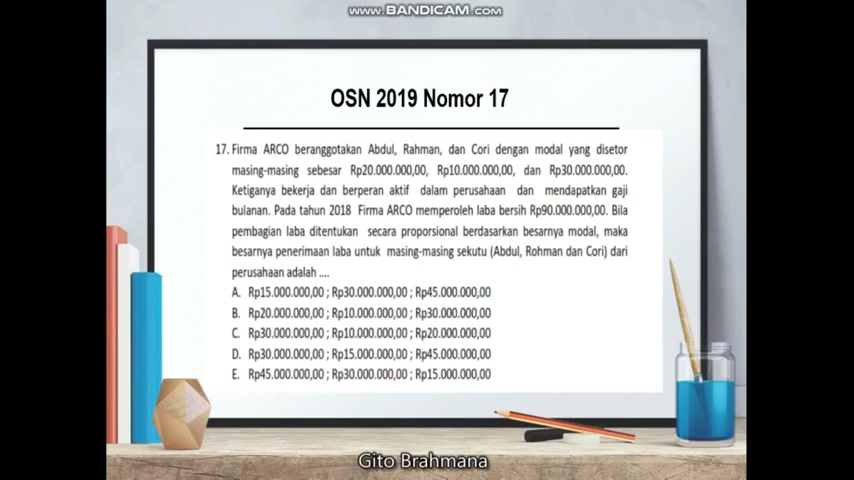 www.BANDICAM.com
OSN 2019 Nomor 17
17. Firma ARCO beranggotakan Abdul, Rahman, dan Cori dengan modal yang disetor
masing-masing sebesar Rp20.000.000,00, Rp10.000.000,00, dan Rp30.000.000,00.
Ketiganya bekerja dan berperan aktif dalam perusahaan dan mendapatkan gaji
bulanan. Pada tahun 2018 Firma ARCO memperoleh laba bersih Rp90.000.000,00. Bila
pembagian laba ditentukan secara proporsional berdasarkan besarnya modal, maka
besarnya penerimaan laba untuk masing-masing sekutu (Abdul, Rohman dan Cori) dari
perusahaan adalah ....
A. Rp15.000.000,00 ; Rp30.000.000,00 ; Rp45.000.000,00
B. Rp20.000.000,00 ; Rp10.000.000,00 ; Rp30.000.000,00
C. Rp30.000.000,00 ; Rp10.000.000,00 ; Rp20.000.000,00
D. Rp30.000.000,00 ; Rp15.000.000,00 ; Rp45.000.000,00
E. Rp45.000.000,00 ; Rp30.000.000,00 ; Rp15.000.000,00
Gito Brahmana